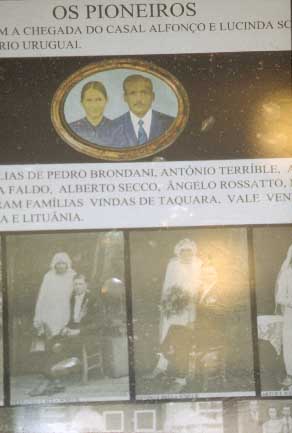 OS PIONEIROS
M A CHEGADA DO CASAL ALFONÇO E LUCINDA SO
RIO URUGUAI.
LIAS DE PEDRO BRONDANI, ANTÔNIO TERRÍBLE, A
A FALDO, ALBERTO SECCO, ÂNGELO ROSSATTO,
RAM FAMÍLIAS VINDAS DE TAQUARA, VALE VEN
A E LITUÂNIA.